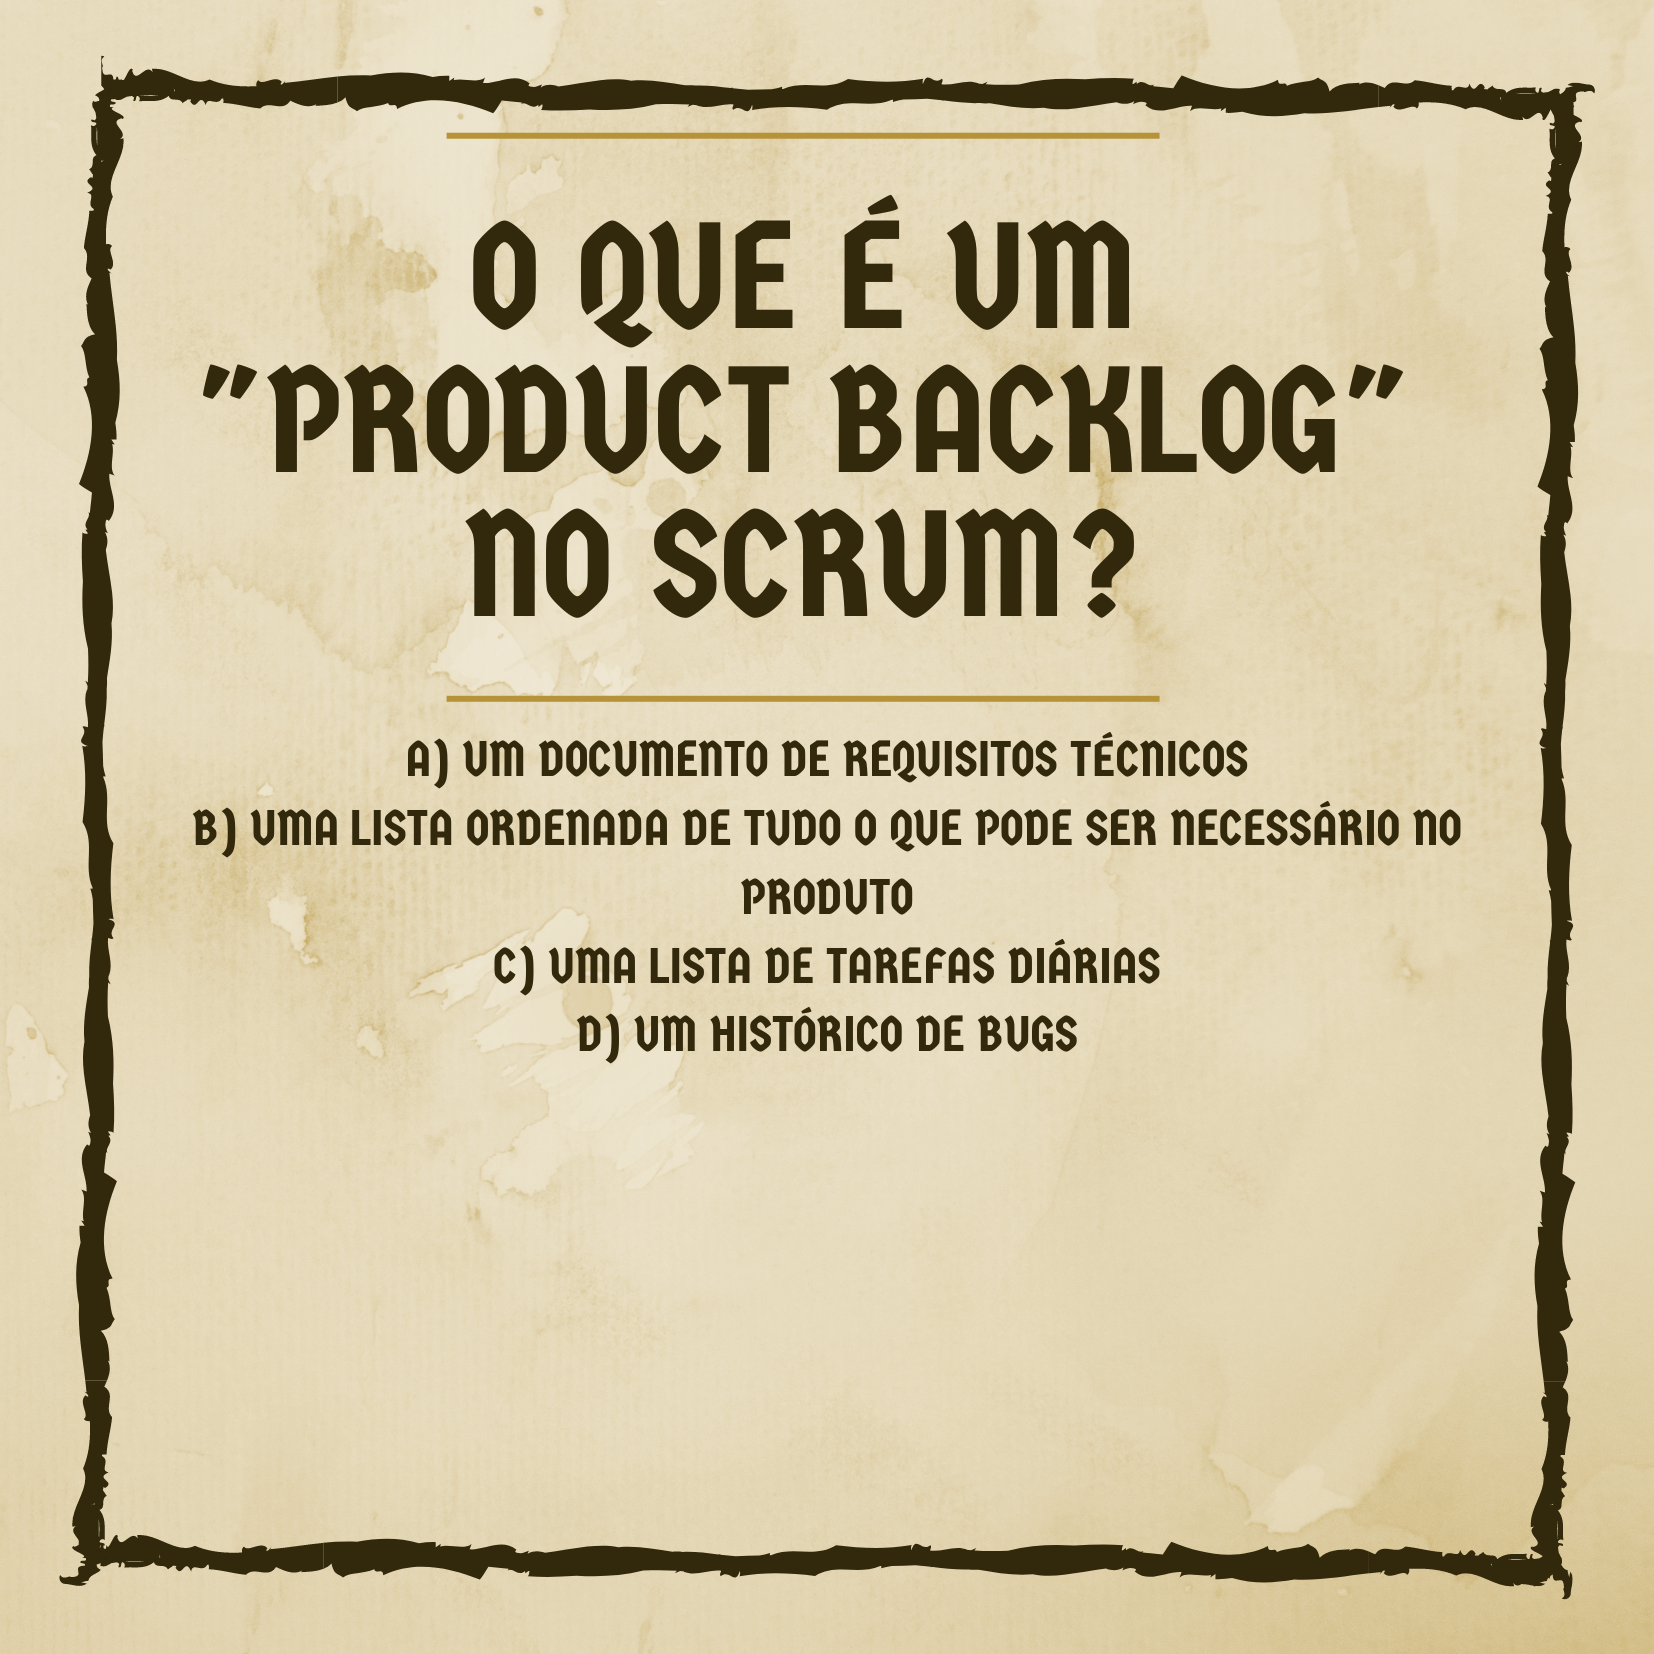 O QUE É UM
"PRODUCT BACKLOG"
NO SCRUM?
A) UM DOCUMENTO DE REQUISITOS TÉCNICOS
B) UMA LISTA ORDENADA DE TUDO O QUE PODE SER NECESSÁRIO NO
PRODUTO
C) UMA LISTA DE TAREFAS DIÁRIAS
D) UM HISTÓRICO DE BUGS